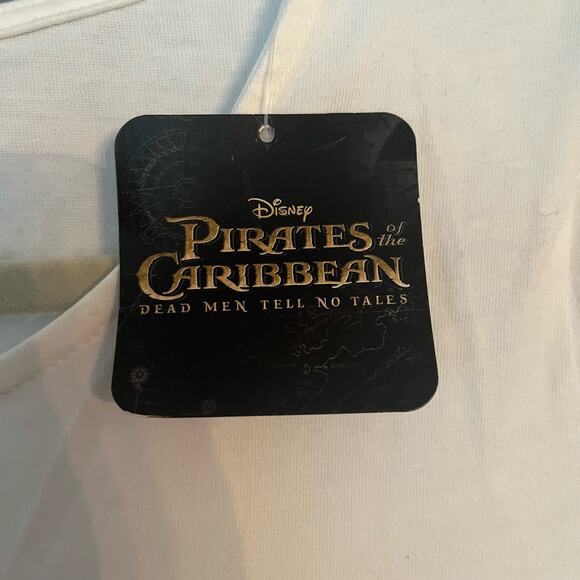 Disney
PIRATES of the
CARIBBEAN
DEAD MEN TELL NO TALES